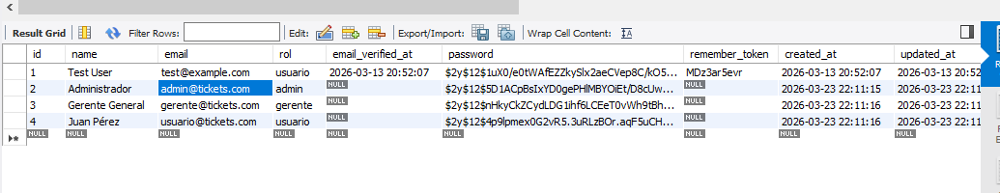 Result Grid Filter Rows: Edit: Export/Import: Wrap Cell Content:
id name email rol email_verified_at password remember_token created_at updated_at
1 Test User test@example.com usuario 2026-03-13 20:52:07 $2y$12$1uX0/e0tWAfEZZkySlx2aeCVep8C/kO5... MDz3ar5evr 2026-03-13 20:52:07 2026-03-13 20:52
2 Administrador admin@tickets.com admin NULL $2y$12$5D1ACpBsIxYD0gePHlMBYOiEt/D8cUw... NULL 2026-03-23 22:11:15 2026-03-23 22:11
3 Gerente General gerente@tickets.com gerente NULL $2y$12$nHkyCkZCydLDG1ihf6LCEeT0vWh9tBh... NULL 2026-03-23 22:11:16 2026-03-23 22:11
4 Juan Pérez usuario@tickets.com usuario NULL $2y$12$4p9lpmex0G2vR5.3uRLzBOr.aqF5uCH... NULL 2026-03-23 22:11:16 2026-03-23 22:11
NULL NULL NULL NULL NULL NULL NULL NULL NULL